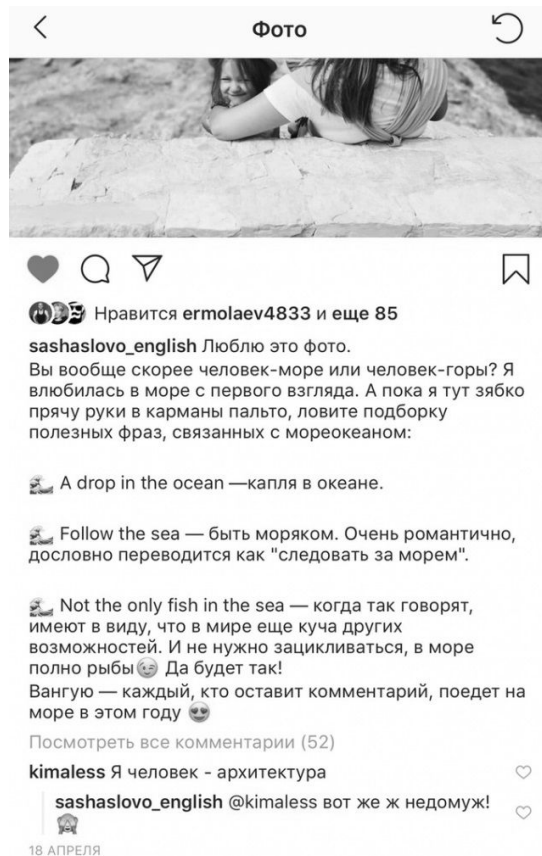 Фото
Нравится ermolaev4833 и еще 85
sashaslovo_english Люблю это фото.
Вы вообще скорее человек-море или человек-горы? Я
влюбилась в море с первого взгляда. А пока я тут зябко
прячу руки в карманы пальто, ловите подборку
полезных фраз, связанных с мореокеаном:
A drop in the ocean —капля в океане.
Follow the sea — быть моряком. Очень романтично,
дословно переводится как "следовать за морем".
Not the only fish in the sea — когда так говорят,
имеют в виду, что в мире еще куча других
возможностей. И не нужно зацикливаться, в море
полно рыбы😉 Да будет так!
Вангую — каждый, кто оставит комментарий, поедет на
море в этом году 😍
Посмотреть все комментарии (52)
kimaless Я человек - архитектура
sashaslovo_english @kimaless вот же ж недомуж!
🙈
18 АПРЕЛЯ